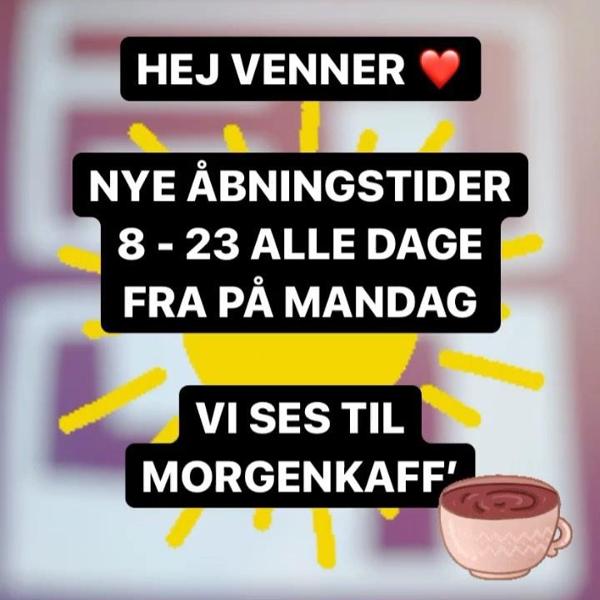 HEJ VENNER ❤️
NYE ÅBNINGSTIDER
8 - 23 ALLE DAGE
FRA PÅ MANDAG
VI SES TIL
MORGENKAFF'